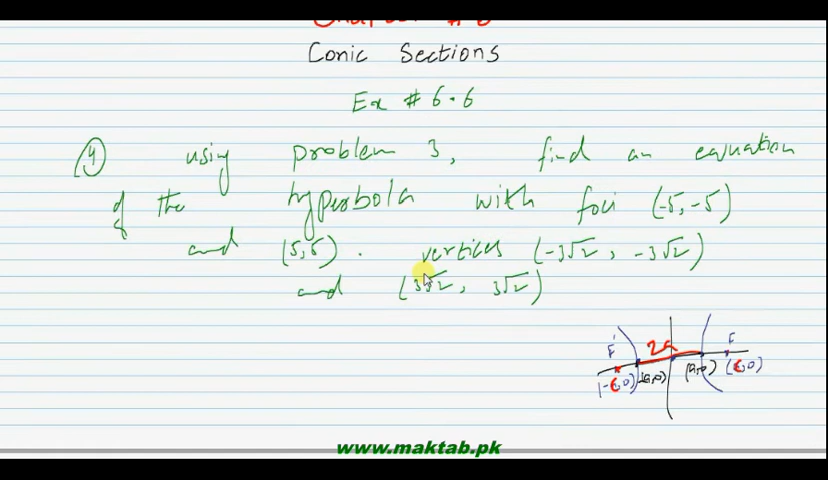 Conic Sections
Ex # 6.6
(4) using problem 3, find an equation
of the hyperbola with foci (-5,-5)
and (5,5). vertices (-3√2, -3√2)
and (3√2, 3√2)
F' 2a F
(-c,0) (-a,0) (a,0) (c,0)
www.maktab.pk